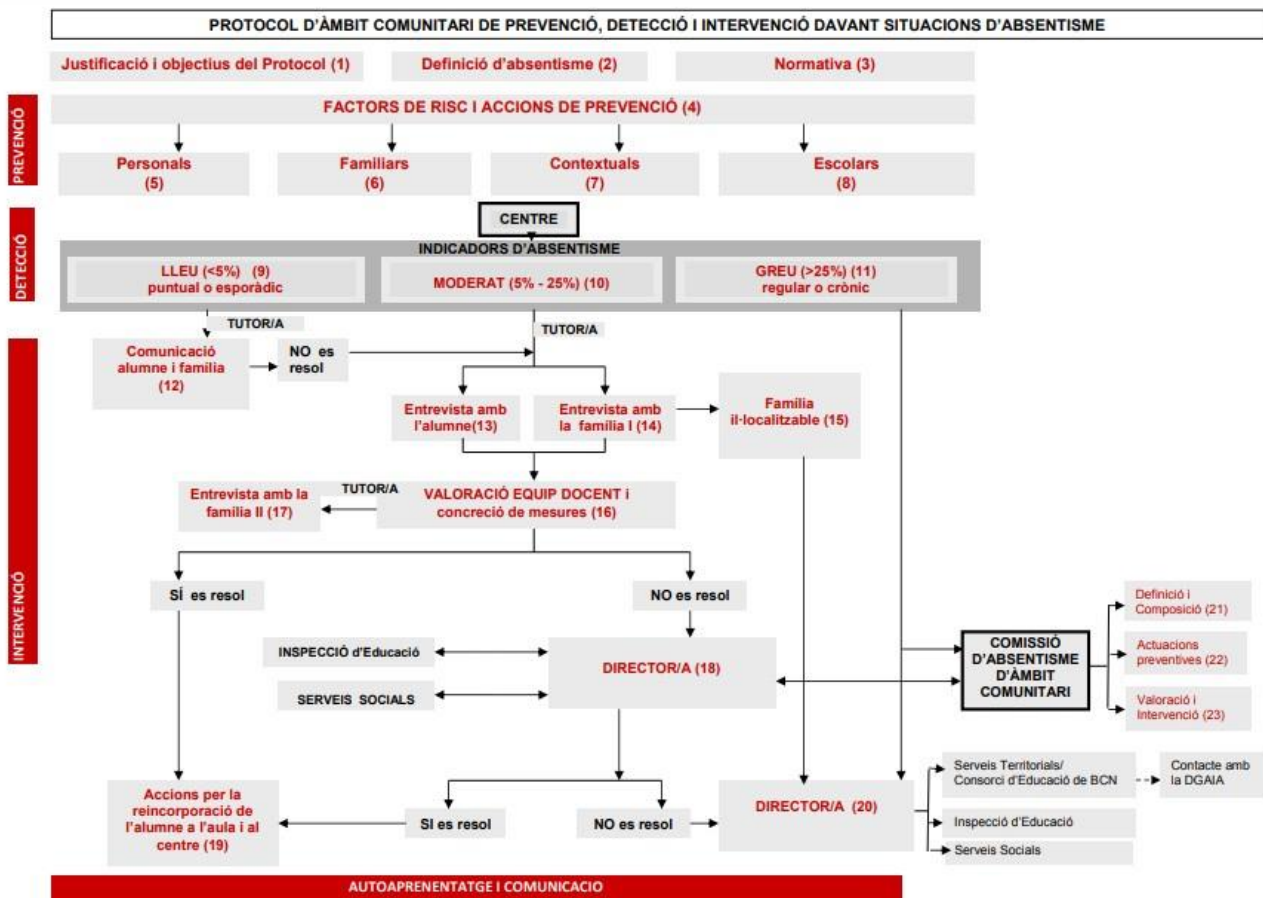 PROTOCOL D'ÀMBIT COMUNITARI DE PREVENCIÓ, DETECCIÓ I INTERVENCIÓ DAVANT SITUACIONS D'ABSENTISME
Justificació i objectius del Protocol (1)
Definició d'absentisme (2)
Normativa (3)
PREVENCIÓ
FACTORS DE RISC I ACCIONS DE PREVENCIÓ (4)
Personals
(5)
Familiars
(6)
Contextuals
(7)
Escolars
(8)
DETECCIÓ
CENTRE
INDICADORS D'ABSENTISME
LLEU (<5%) (9)
puntual o esporàdic
MODERAT (5% - 25%) (10)
GREU (>25%) (11)
regular o crònic
INTERVENCIÓ
TUTOR/A
TUTOR/A
Comunicació
alumne i família
(12)
NO es
resol
Entrevista amb
l'alumne(13)
Entrevista amb
la família I (14)
Família
il·localitzable (15)
Entrevista amb la
família II (17)
TUTOR/A
VALORACIÓ EQUIP DOCENT i
concreció de mesures (16)
SÍ es resol
NO es resol
INSPECCIÓ d'Educació
SERVEIS SOCIALS
DIRECTOR/A (18)
COMISSIÓ
D'ABSENTISME
D'ÀMBIT
COMUNITARI
Definició i
Composició (21)
Actuacions
preventives (22)
Valoració i
Intervenció (23)
Accions per la
reincorporació de
l'alumne a l'aula i al
centre (19)
SI es resol
NO es resol
DIRECTOR/A (20)
Serveis Territorials/
Consorci d'Educació de BCN
Contacte amb
la DGAIA
Inspecció d'Educació
Serveis Socials
AUTOAPRENENTATGE I COMUNICACIO